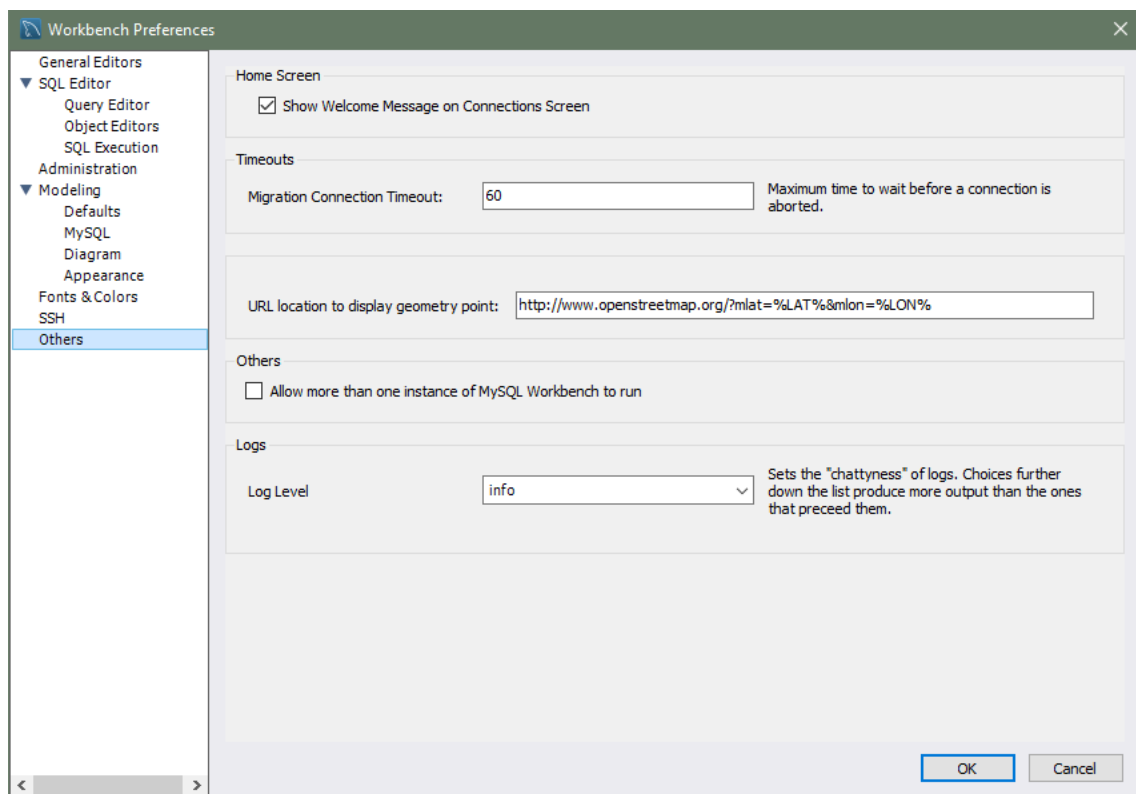 Workbench Preferences
General Editors
SQL Editor
Query Editor
Object Editors
SQL Execution
Administration
Modeling
Defaults
MySQL
Diagram
Appearance
Fonts & Colors
SSH
Others
Home Screen
Show Welcome Message on Connections Screen
Timeouts
Migration Connection Timeout:
60
Maximum time to wait before a connection is
aborted.
URL location to display geometry point:
http://www.openstreetmap.org/?mlat=%LAT%&mlon=%LON%
Others
Allow more than one instance of MySQL Workbench to run
Logs
Log Level
info
Sets the "chattyness" of logs. Choices further
down the list produce more output than the ones
that preceed them.
OK
Cancel